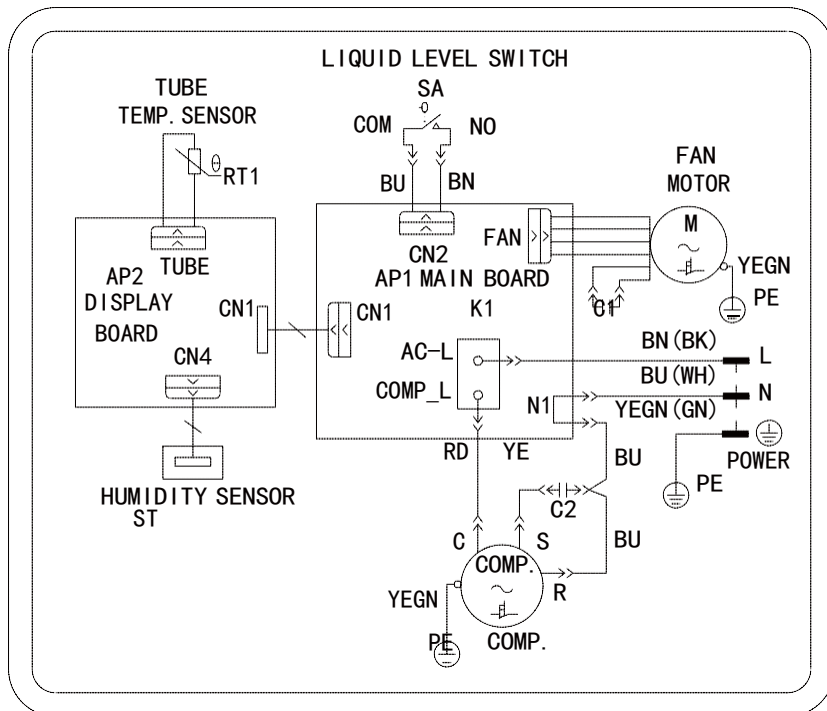 LIQUID LEVEL SWITCH
SA
COM
NO
BU
BN
TUBE
TEMP. SENSOR
RT1
TUBE
AP2
DISPLAY
BOARD
CN1
CN4
HUMIDITY SENSOR
ST
CN2
AP1 MAIN BOARD
FAN
CN1
K1
AC-L
COMP_L
N1
FAN
MOTOR
M
YEGN
PE
C1
BN(BK)
L
BU(WH)
N
YEGN(GN)
POWER
PE
RD
YE
BU
C2
BU
C
S
R
COMP.
YEGN
PE
COMP.